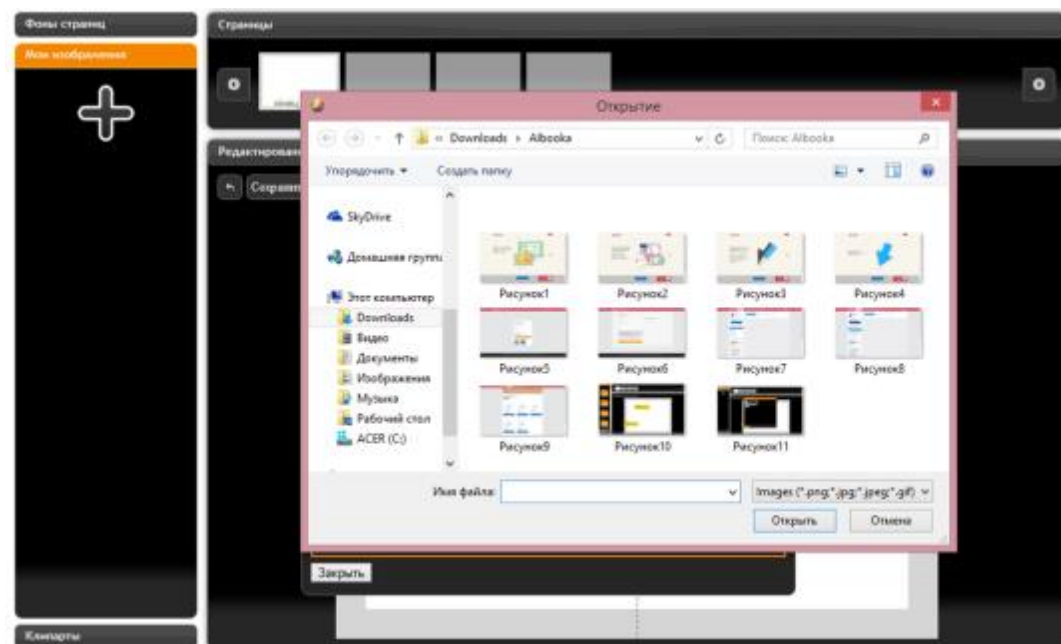 Фоны страниц
Страницы
Мои изображения
Открытие
« Downloads › Albooka
Поиск: Albooka
Редактирован
Упорядочить
Создать папку
Сохранит
SkyDrive
Домашняя групп
Этот компьютер
Downloads
Видео
Документы
Изображения
Музыка
Рабочий стол
ACER (C:)
Рисунок1
Рисунок2
Рисунок3
Рисунок4
Рисунок5
Рисунок6
Рисунок7
Рисунок8
Рисунок9
Рисунок10
Рисунок11
Имя файла:
Images (*.png;*.jpg;*.jpeg;*.gif)
Открыть
Отмена
Закрыть
Клипарты